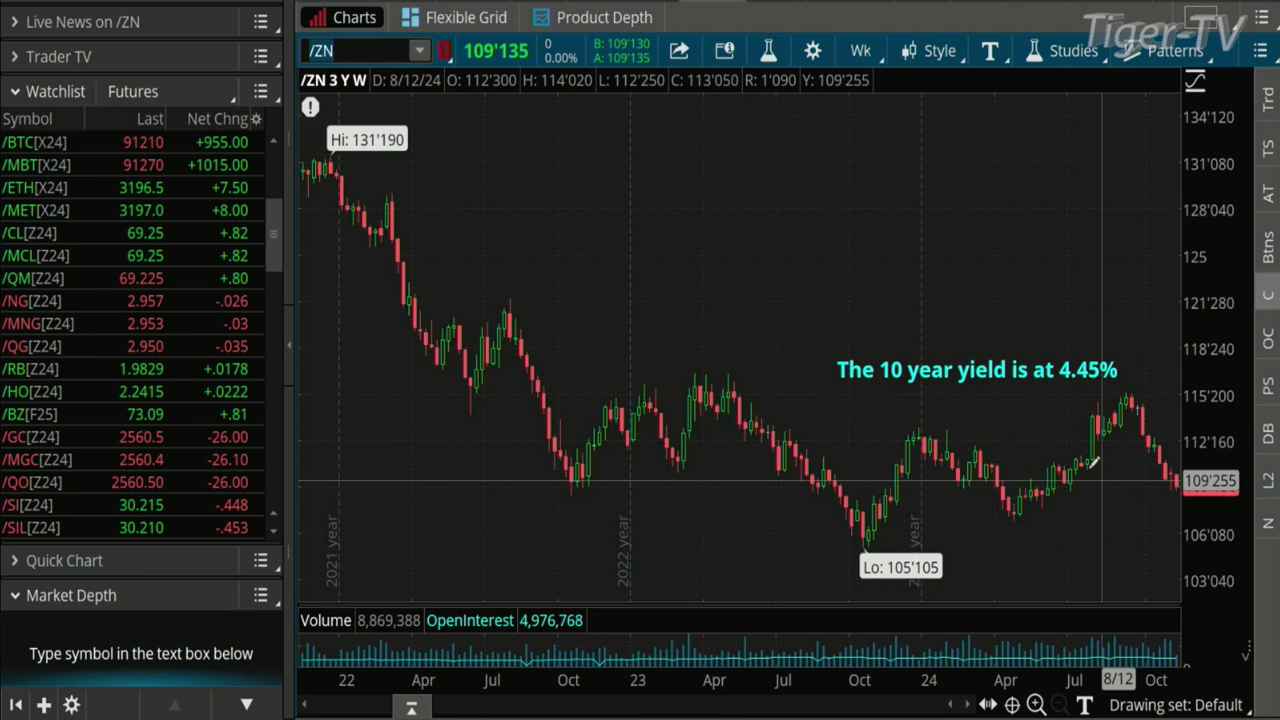 Live News on /ZN
Trader TV
Watchlist Futures
Symbol Last Net Chng
/BTC[X24] 91210 +955.00
/MBT[X24] 91270 +1015.00
/ETH[X24] 3196.5 +7.50
/MET[X24] 3197.0 +8.00
/CL[Z24] 69.25 +.82
/MCL[Z24] 69.25 +.82
/QM[Z24] 69.225 +.80
/NG[Z24] 2.957 -.026
/MNG[Z24] 2.953 -.03
/QG[Z24] 2.950 -.035
/RB[Z24] 1.9829 +.0178
/HO[Z24] 2.2415 +.0222
/BZ[F25] 73.09 +.81
/GC[Z24] 2560.5 -26.00
/MGC[Z24] 2560.4 -26.10
/QO[Z24] 2560.50 -26.00
/SI[Z24] 30.215 -.448
/SIL[Z24] 30.210 -.453
Quick Chart
Market Depth
Type symbol in the text box below
Charts Flexible Grid Product Depth
Tiger-TV
/ZN 109'135 0 0.00% B: 109'130 A: 109'135 Wk Style T Studies Patterns
/ZN 3 Y W D: 8/12/24 O: 112'300 H: 114'020 L: 112'250 C: 113'050 R: 1'090 Y: 109'255
Hi: 131'190
The 10 year yield is at 4.45%
Lo: 105'105
2021 year
2022 year
year
134'120
131'080
128'040
125
121'280
118'240
115'200
112'160
109'255
106'080
103'040
Volume 8,869,388 OpenInterest 4,976,768
0
22 Apr Jul Oct 23 Apr Jul Oct 24 Apr Jul 8/12 Oct
T Drawing set: Default
Trd
TS
AT
Btns
C
OC
PS
DB
L2
N